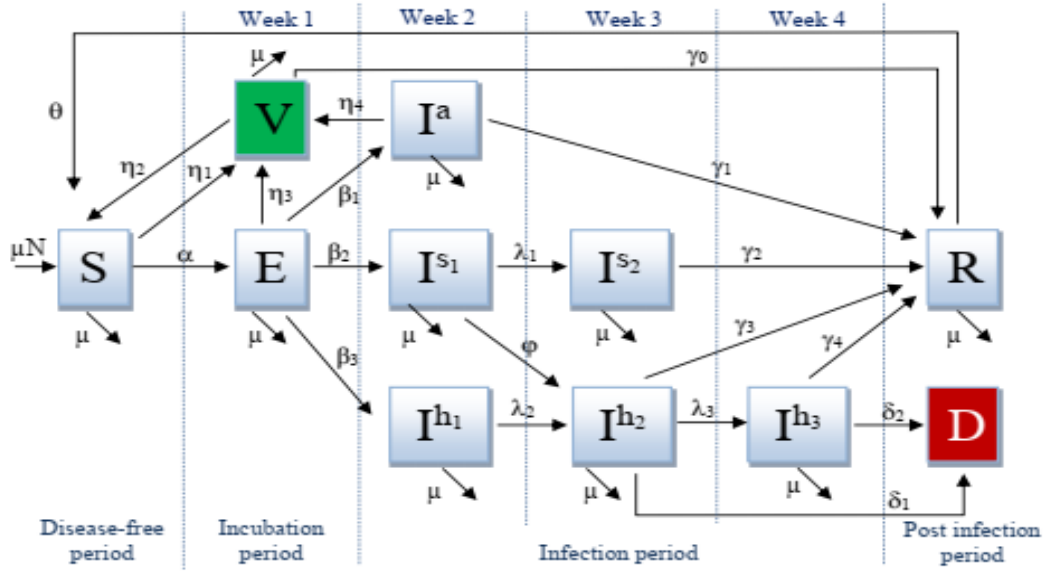 Week 1 Week 2 Week 3 Week 4
μ γ₀
θ V η₄ Iᵃ
η₂ η₁ η₃ β₁ μ γ₁
μN S α E β₂ Iˢ¹ λ₁ Iˢ² γ₂ R
μ μ β₃ μ φ μ γ₃ γ₄ μ
Iʰ¹ λ₂ Iʰ² λ₃ Iʰ³ δ₂ D
μ μ μ δ₁
Disease-free Incubation Infection period Post infection
period period period